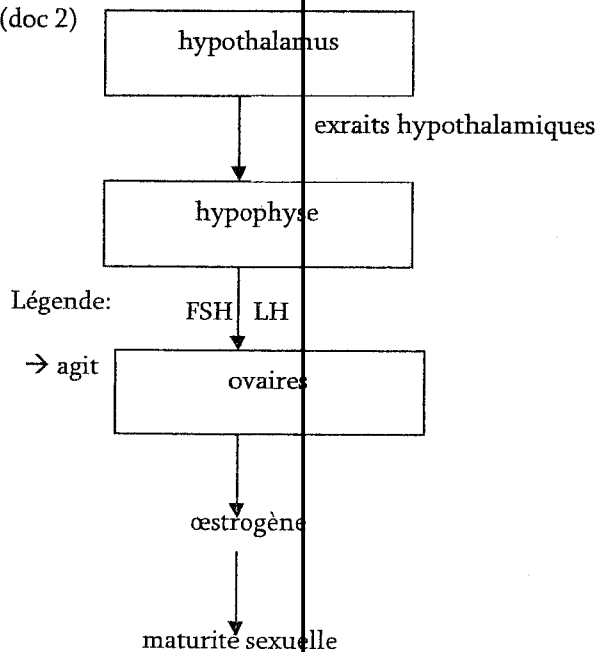 (doc 2)
hypothalamus
exraits hypothalamiques
hypophyse
Légende:
FSH LH
→ agit
ovaires
œstrogène
maturité sexuelle